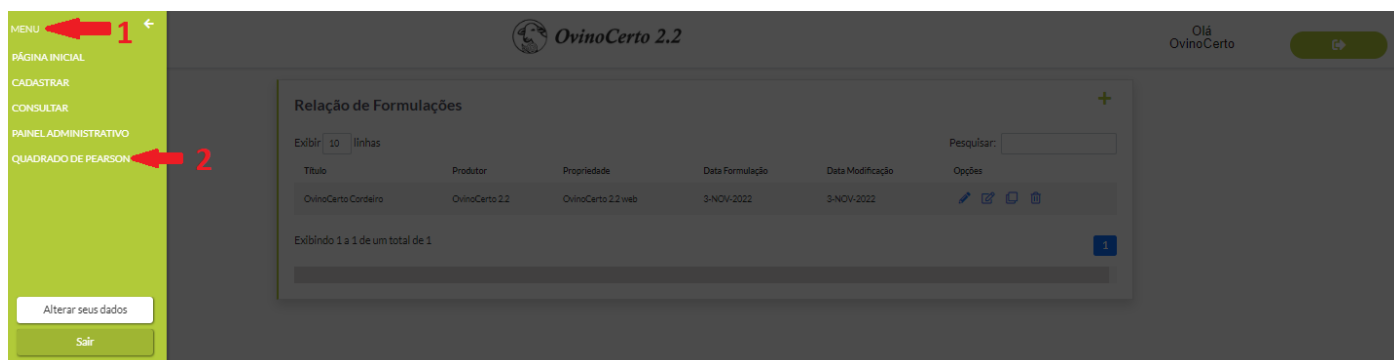 MENU
1
PÁGINA INICIAL
CADASTRAR
CONSULTAR
PAINEL ADMINISTRATIVO
QUADRADO DE PEARSON
2
Alterar seus dados
Sair
OvinoCerto 2.2
Olá
OvinoCerto
Relação de Formulações
Exibir 10 linhas
Pesquisar:
Título Produtor Propriedade Data Formulação Data Modificação Opções
OvinoCerto Cordeiro OvinoCerto 2.2 OvinoCerto 2.2 web 3-NOV-2022 3-NOV-2022
Exibindo 1 a 1 de um total de 1
1